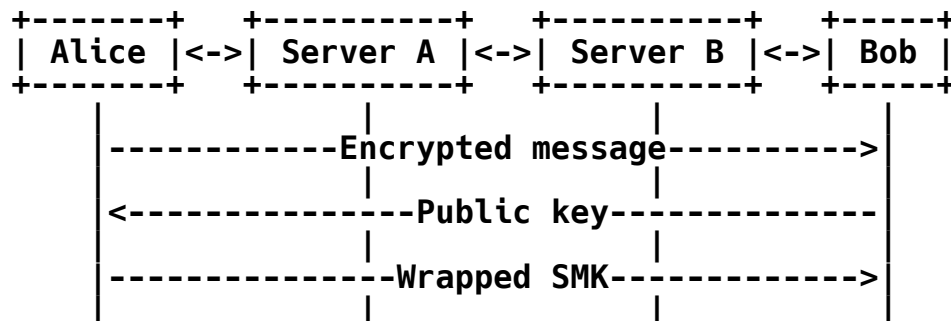 Alice <-> Server A <-> Server B <-> Bob
Encrypted message
Public key
Wrapped SMK